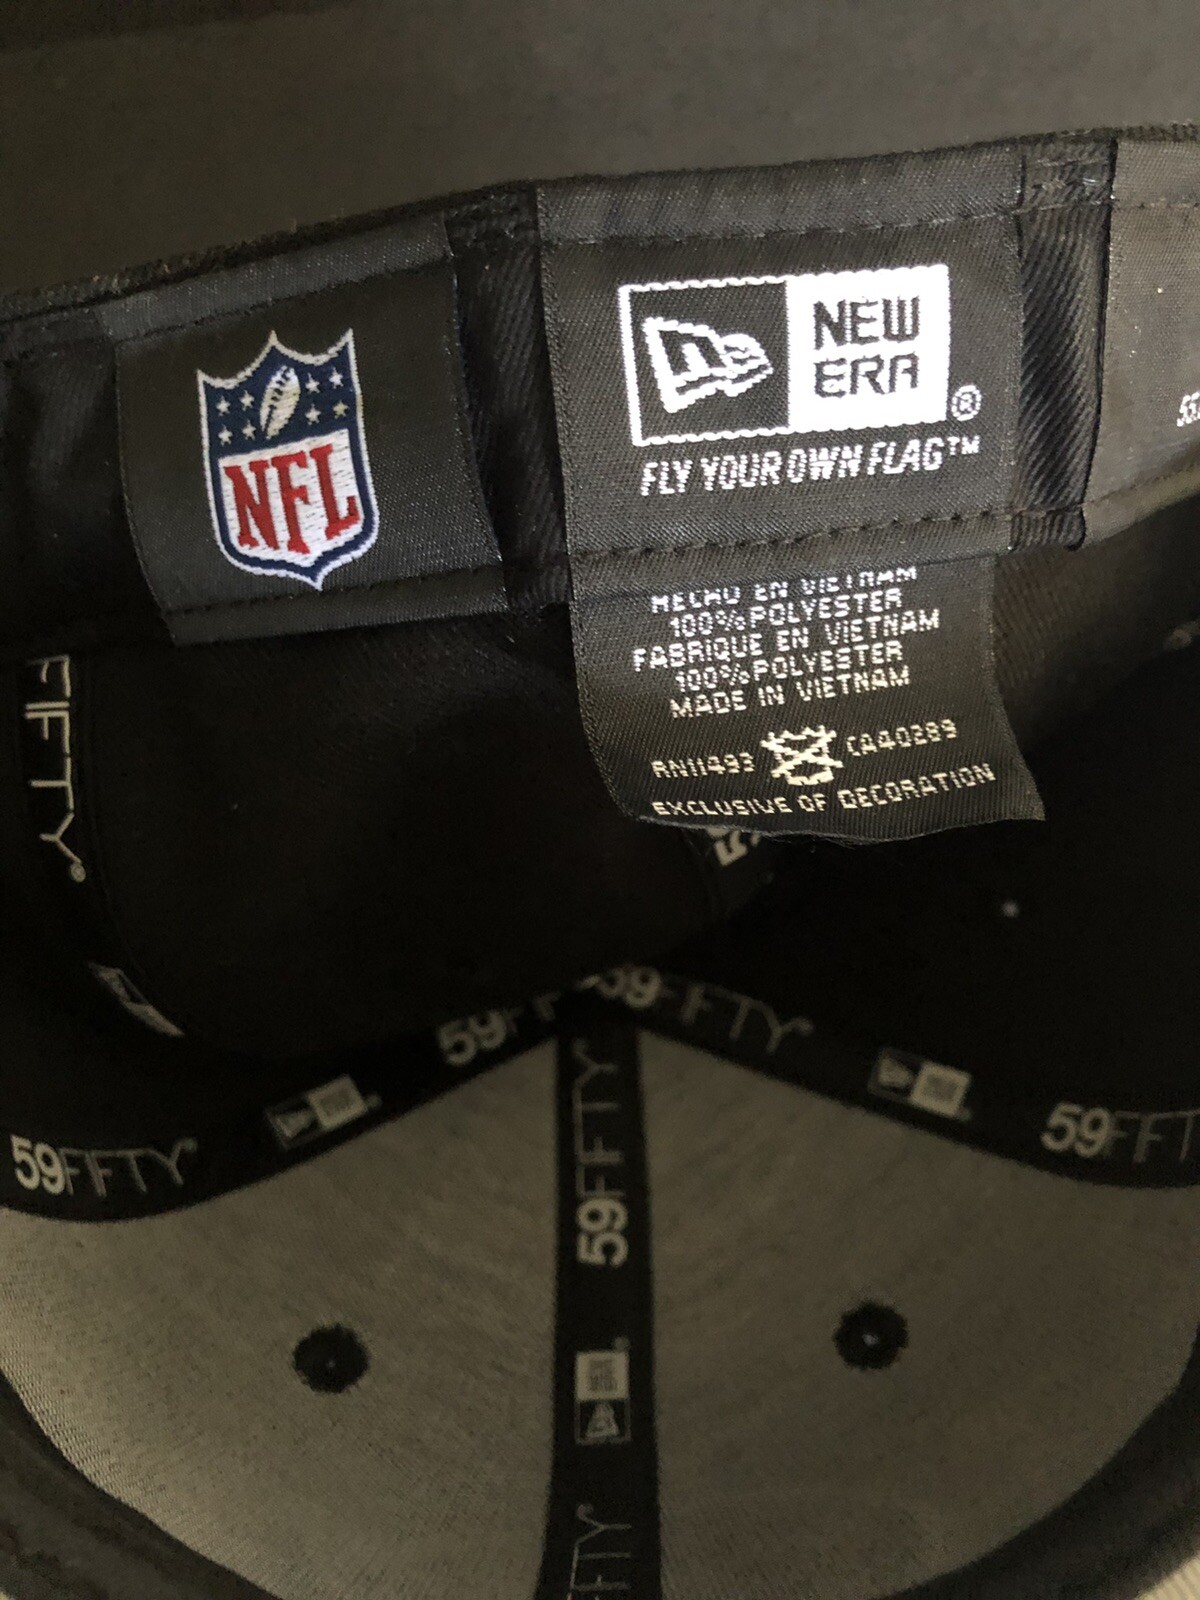 NFL
NEW
ERA®
FLY YOUR OWN FLAG™
HECHO EN VIETNAM
100% POLYESTER
FABRIQUE EN VIETNAM
100% POLYESTER
MADE IN VIETNAM
RN11493 CA40289
EXCLUSIVE OF DECORATION
FIFTY®
59FIFTY
59FIFTY
59FIFTY
59FIFTY
59FIFTY